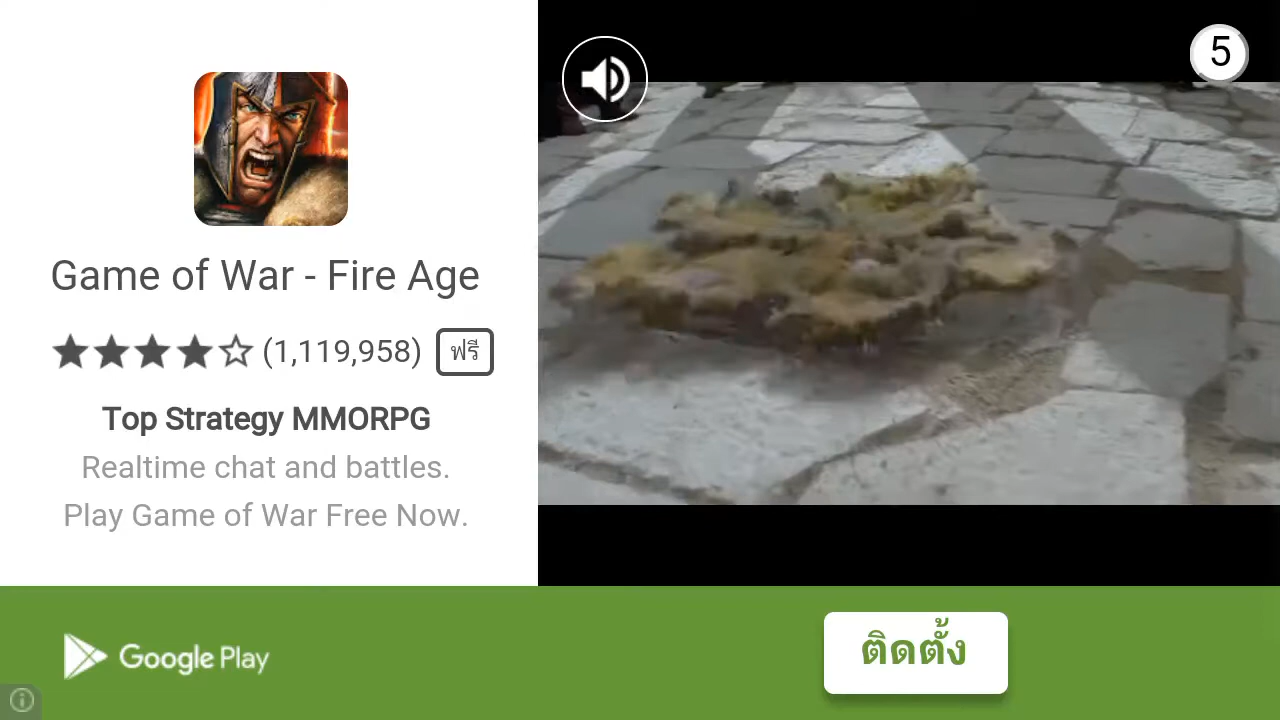 5
Game of War - Fire Age
(1,119,958) ฟรี
Top Strategy MMORPG
Realtime chat and battles.
Play Game of War Free Now.
Google Play
ติดตั้ง